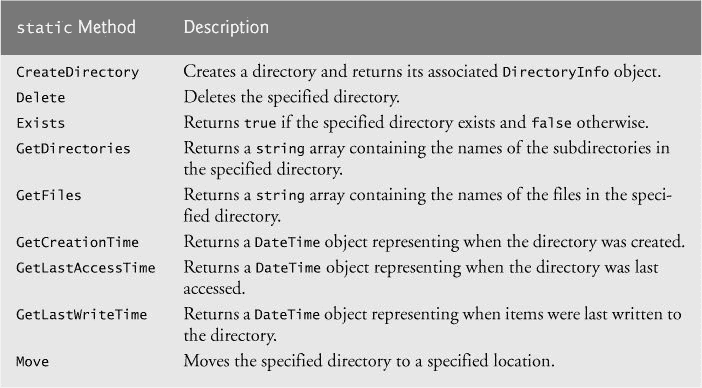 static Method Description
CreateDirectory Creates a directory and returns its associated DirectoryInfo object.
Delete Deletes the specified directory.
Exists Returns true if the specified directory exists and false otherwise.
GetDirectories Returns a string array containing the names of the subdirectories in
the specified directory.
GetFiles Returns a string array containing the names of the files in the speci-
fied directory.
GetCreationTime Returns a DateTime object representing when the directory was created.
GetLastAccessTime Returns a DateTime object representing when the directory was last
accessed.
GetLastWriteTime Returns a DateTime object representing when items were last written to
the directory.
Move Moves the specified directory to a specified location.